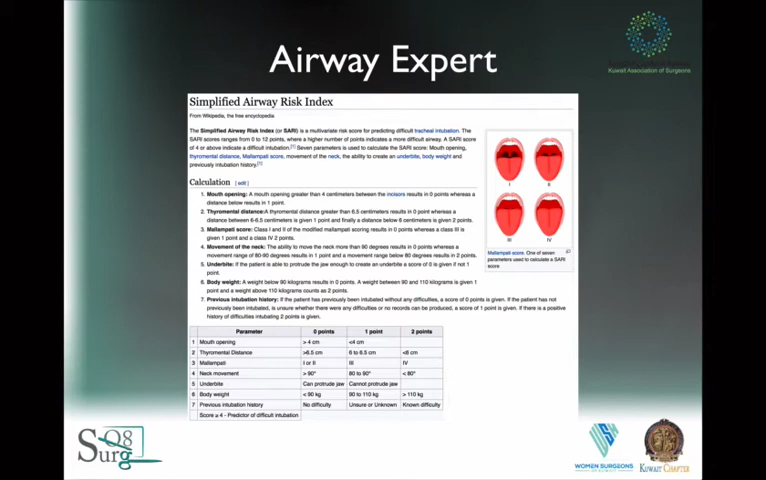 Airway Expert
Kuwait Association of Surgeons
Simplified Airway Risk Index
From Wikipedia, the free encyclopedia
The Simplified Airway Risk Index (or SARI) is a multivariate risk score for predicting difficult tracheal intubation. The
SARI score ranges from 0 to 12 points, where a higher number of points indicates a more difficult airway. A SARI score
of 4 or above indicate a difficult intubation.[1] Seven parameters is used to calculate the SARI score: Mouth opening,
thyromental distance, Mallampati score, movement of the neck, the ability to create an underbite, body weight and
previously intubation history.[1]
I
II
III
IV
Mallampati score. One of seven
parameters used to calculate a SARI
score
Calculation [edit]
1. Mouth opening: A mouth opening greater than 4 centimeters between the incisors results in 0 points whereas a
distance below results in 1 point.
2. Thyromental distance:A thyromental distance greater than 6.5 centimeters results in 0 point whereas a
distance between 6-6.5 centimeters is given 1 point and finally a distance below 6 centimeters is given 2 points.
3. Mallampati score: Class I and II of the modified mallampati scoring results in 0 points whereas a class III is
given 1 point and a class IV 2 points.
4. Movement of the neck: The ability to move the neck more than 90 degrees results in 0 points whereas a
movement range of 80-90 degrees results in 1 point and a movement range below 80 degrees results in 2 points.
5. Underbite: If the patient is able to protrude the jaw enough to create an underbite a score of 0 is given if not 1
point.
6. Body weight: A weight below 90 kilograms results in 0 points. A weight between 90 and 110 kilograms is given 1
point and a weight above 110 kilograms counts as 2 points.
7. Previous intubation history: If the patient has previously been intubated without any difficulties, a score of 0 points is given. If the patient has not
previously been intubated, is unsure whether there were any difficulties or no records can be produced, a score of 1 point is given. If there is a positive
history of difficulties intubating 2 points is given.
Parameter 0 points 1 point 2 points
1 Mouth opening > 4 cm <4 cm
2 Thyromental Distance >6.5 cm 6 to 6.5 cm <6 cm
3 Mallampati I or II III IV
4 Neck movement > 90° 80 to 90° < 80°
5 Underbite Can protrude jaw Cannot protrude jaw
6 Body weight < 90 kg 90 to 110 kg > 110 kg
7 Previous intubation history No difficulty Unsure or Unknown Known difficulty
Score ≥ 4 - Predictor of difficult intubation
Q8
Surg
WOMEN SURGEONS
KUWAIT CHAPTER